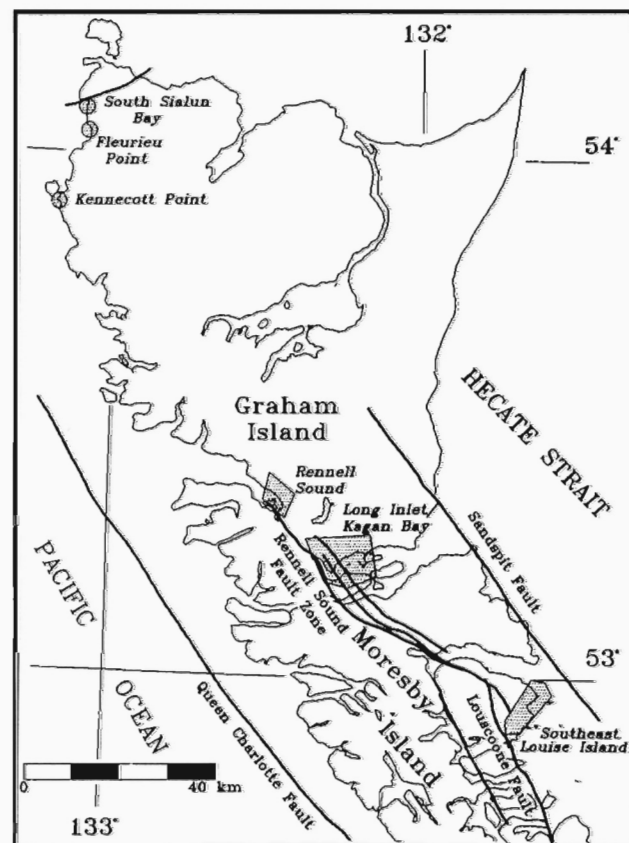 132°
South Sialun
Bay
Fleurieu
Point
54°
Kennecott Point
HECATE STRAIT
Graham
Island
Rennell
Sound
Long Inlet/
Kagan Bay
Sandspit Fault
Rennell Sound
Fault Zone
PACIFIC
OCEAN
Moresby
Island
53°
Queen Charlotte Fault
Louscoone Fault
Southeast
Louise Island
0 40
km
133°